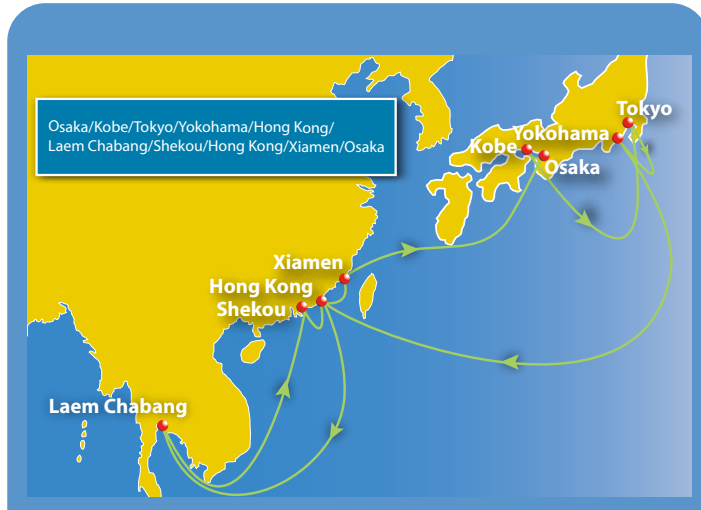 Osaka/Kobe/Tokyo/Yokohama/Hong Kong/
Laem Chabang/Shekou/Hong Kong/Xiamen/Osaka
Tokyo
Yokohama
Kobe
Osaka
Xiamen
Hong Kong
Shekou
Laem Chabang